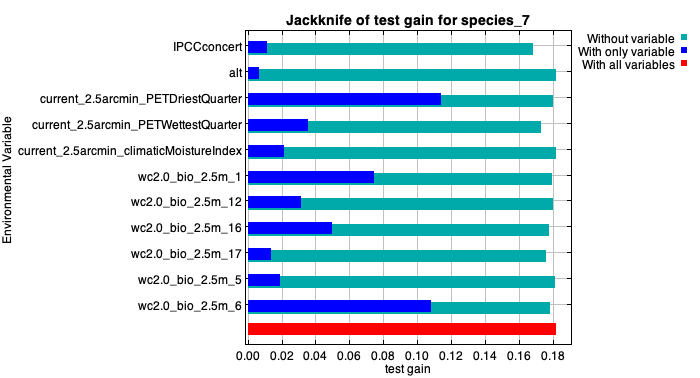 Jackknife of test gain for species_7
Without variable
With only variable
With all variables
Environmental Variable
IPCCconcert
alt
current_2.5arcmin_PETDriestQuarter
current_2.5arcmin_PETWettestQuarter
current_2.5arcmin_climaticMoistureIndex
wc2.0_bio_2.5m_1
wc2.0_bio_2.5m_12
wc2.0_bio_2.5m_16
wc2.0_bio_2.5m_17
wc2.0_bio_2.5m_5
wc2.0_bio_2.5m_6
0.00 0.02 0.04 0.06 0.08 0.10 0.12 0.14 0.16 0.18
test gain